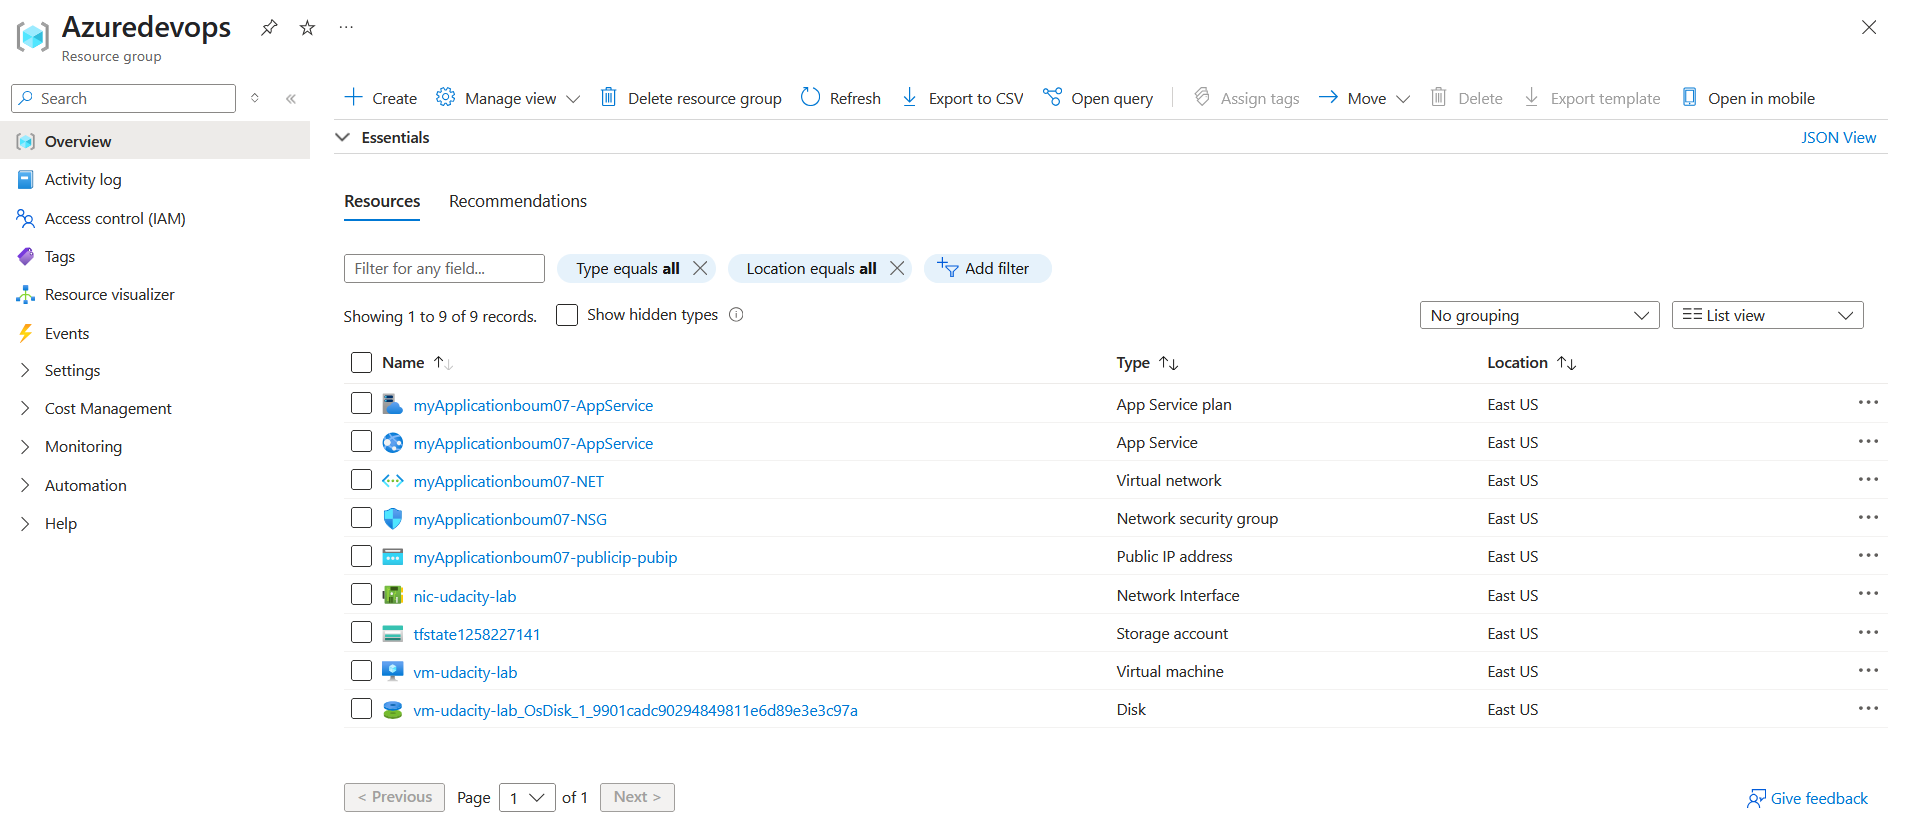 Azuredevops
Resource group
Search
Create Manage view Delete resource group Refresh Export to CSV Open query Assign tags Move Delete Export template Open in mobile
Overview
Activity log
Access control (IAM)
Tags
Resource visualizer
Events
Settings
Cost Management
Monitoring
Automation
Help
Essentials JSON View
Resources Recommendations
Filter for any field... Type equals all Location equals all Add filter
Showing 1 to 9 of 9 records. Show hidden types No grouping List view
Name Type Location
myApplicationboum07-AppService App Service plan East US
myApplicationboum07-AppService App Service East US
myApplicationboum07-NET Virtual network East US
myApplicationboum07-NSG Network security group East US
myApplicationboum07-publicip-pubip Public IP address East US
nic-udacity-lab Network Interface East US
tfstate1258227141 Storage account East US
vm-udacity-lab Virtual machine East US
vm-udacity-lab_OsDisk_1_9901cadc90294849811e6d89e3e3c97a Disk East US
< Previous Page 1 of 1 Next > Give feedback